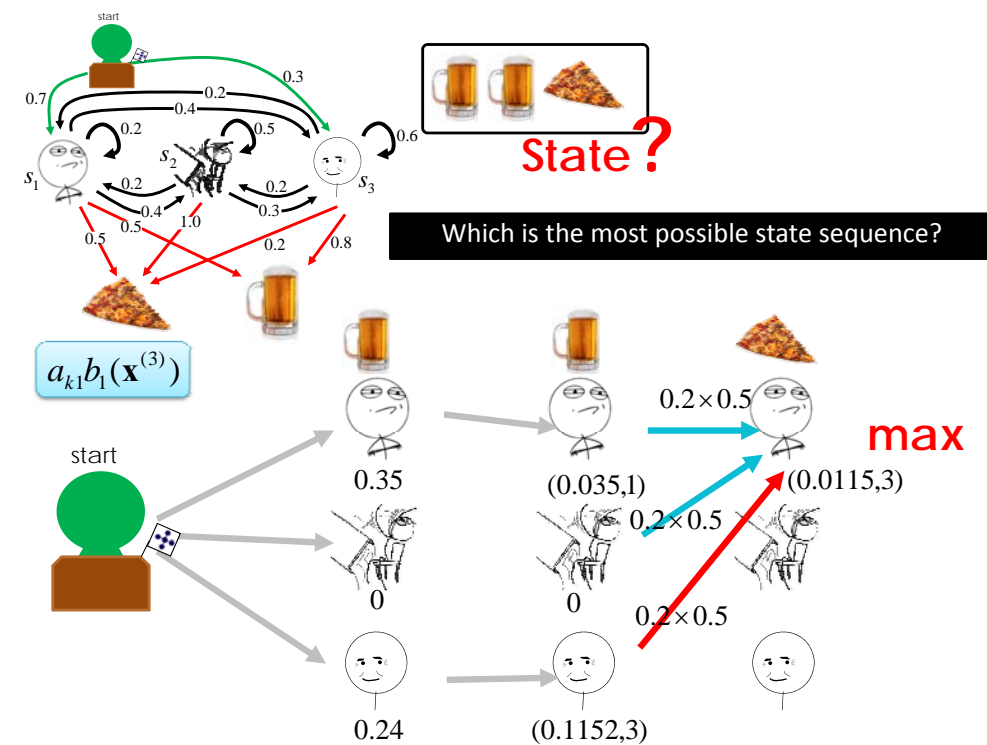 start
0.7
0.3
0.2
0.4
0.2
0.5
0.6
s1
s2
s3
0.2
0.4
0.2
0.3
0.5
0.5
1.0
0.2
0.8
State ?
Which is the most possible state sequence?
a_{k1}b_1(x^{(3)})
start
0.35
(0.035,1)
0.2×0.5
(0.0115,3)
max
0
0
0.2×0.5
0.2×0.5
0.24
(0.1152,3)